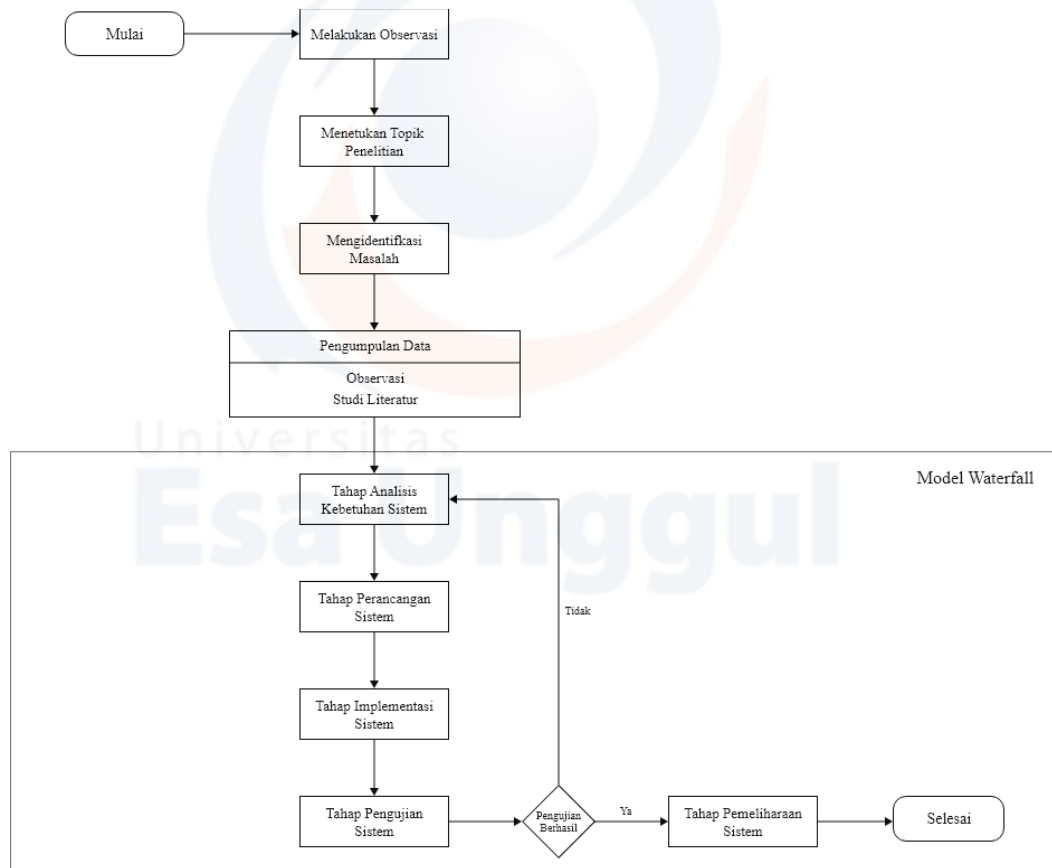 Mulai
Melakukan Observasi
Menetukan Topik
Penelitian
Mengidentifkasi
Masalah
Pengumpulan Data
Observasi
Studi Literatur
Universitas
Esa Unggul
Model Waterfall
Tahap Analisis
Kebetuhan Sistem
Tahap Perancangan
Sistem
Tidak
Tahap Implementasi
Sistem
Tahap Pengujian
Sistem
Pengujian
Berhasil
Ya
Tahap Pemeliharaan
Sistem
Selesai